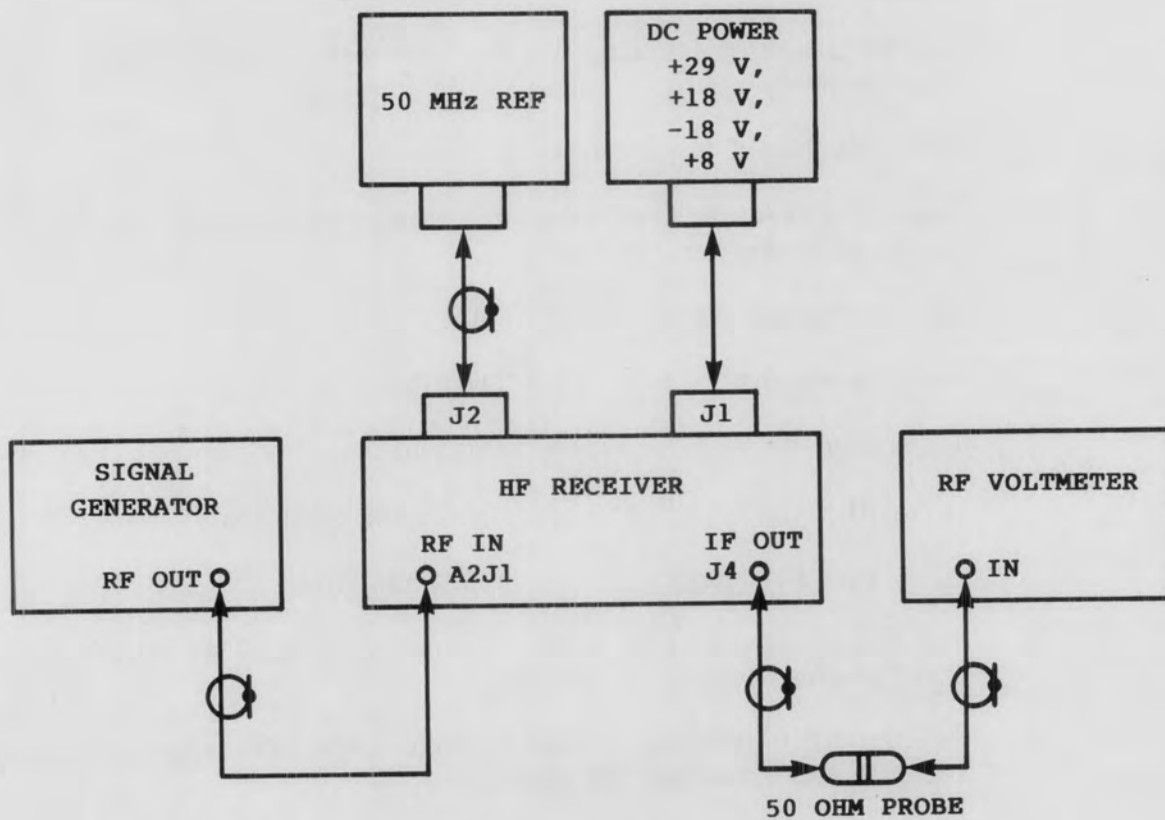 50 MHz REF
DC POWER
+29 V,
+18 V,
-18 V,
+8 V
J2
J1
SIGNAL
GENERATOR
RF OUT
HF RECEIVER
RF IN
A2J1
IF OUT
J4
RF VOLTMETER
IN
50 OHM PROBE